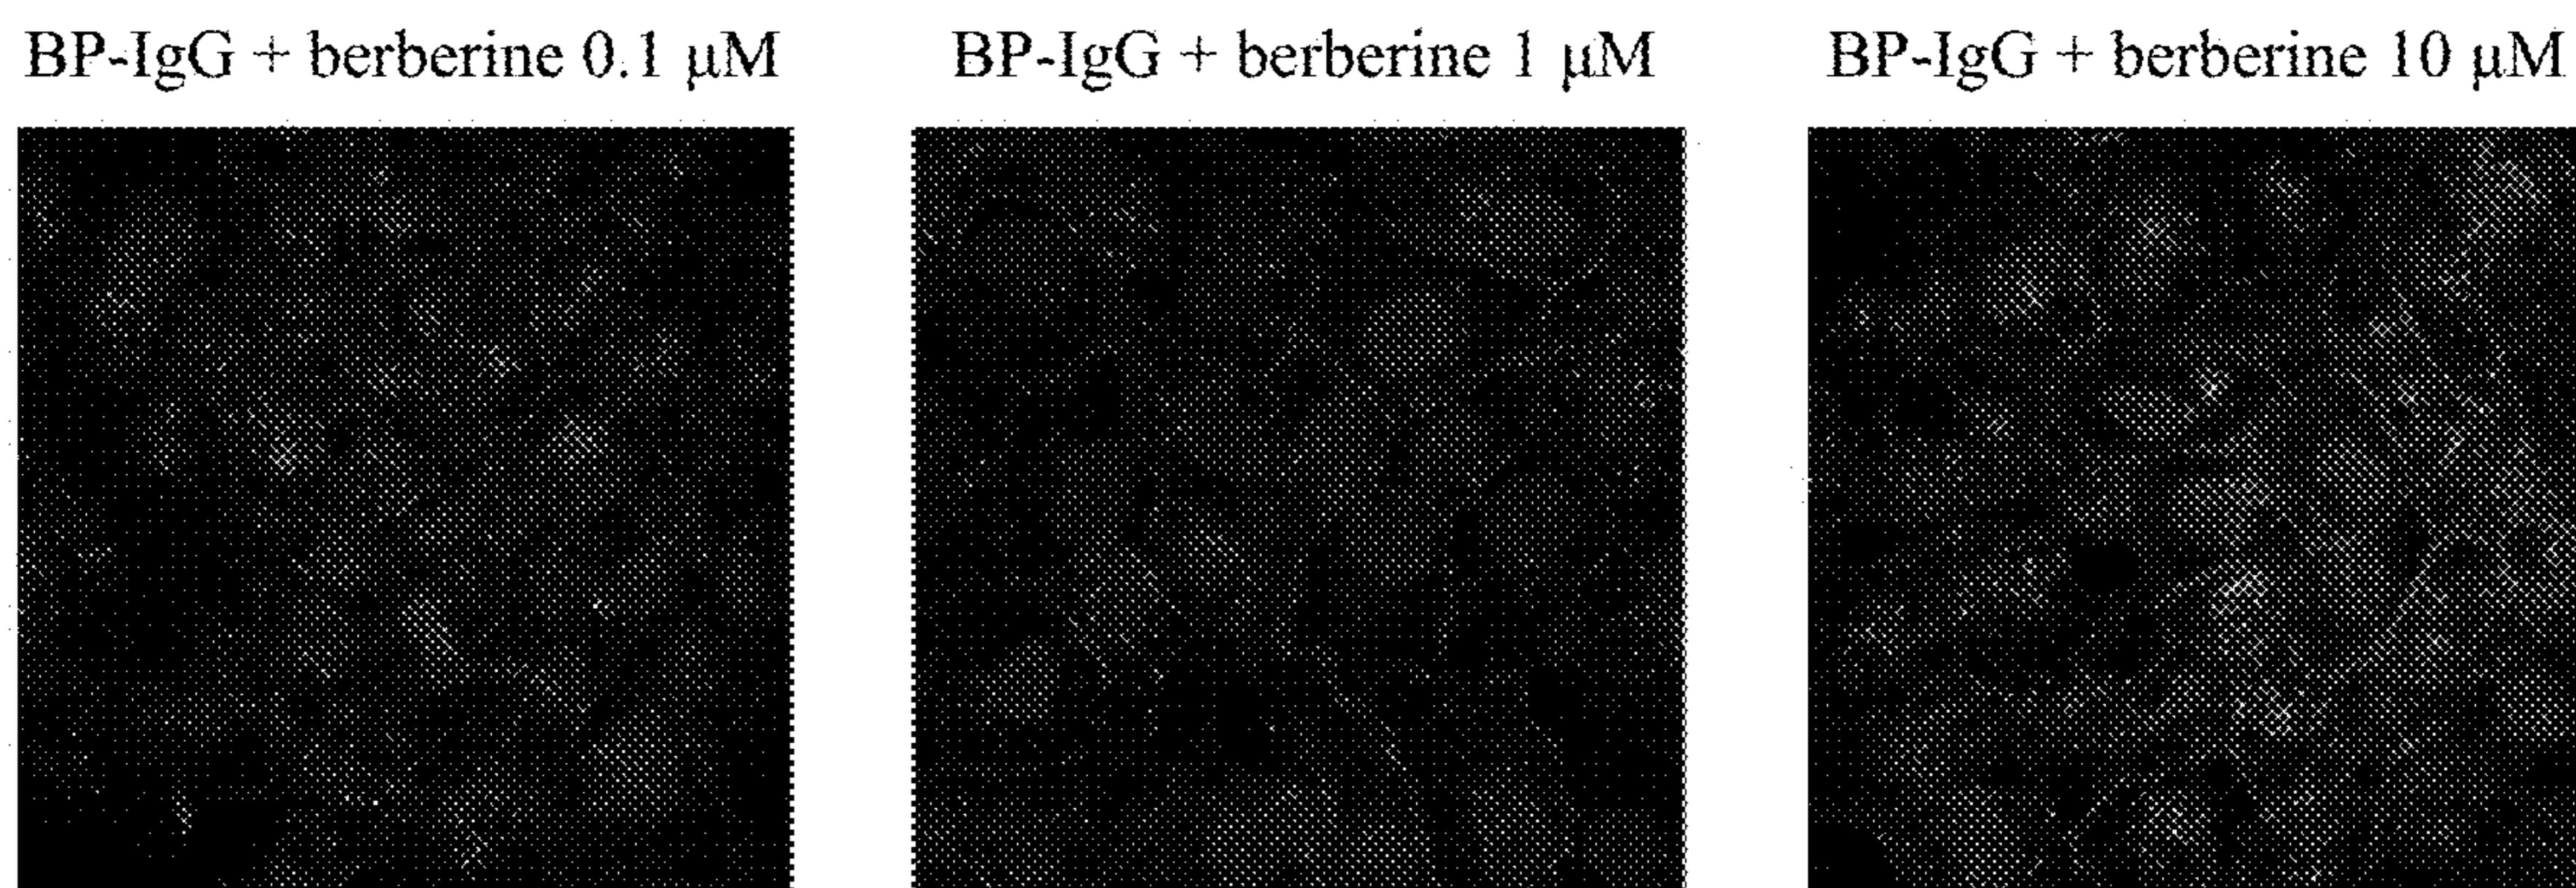 BP-IgG + berberine 0.1 μM
BP-IgG + berberine 1 μM
BP-IgG + berberine 10 μM